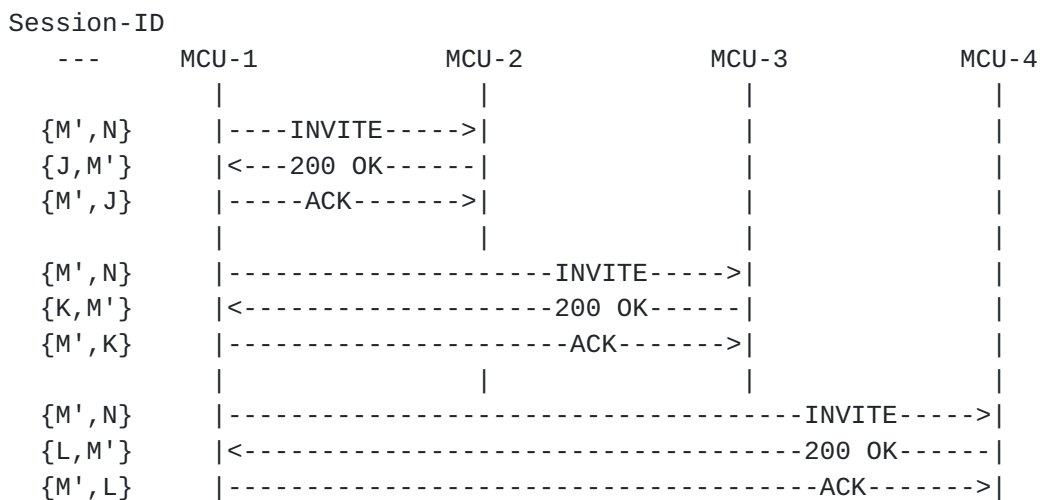 Session-ID
   ---     MCU-1            MCU-2            MCU-3           MCU-4
             |                |                |               |
  {M',N}     |----INVITE----->|                |               |
  {J,M'}     |<---200 OK------|                |               |
  {M',J}     |-----ACK------->|                |               |
             |                |                |               |
  {M',N}     |---------------------INVITE----->|               |
  {K,M'}     |<--------------------200 OK------|               |
  {M',K}     |----------------------ACK------->|               |
             |                |                |               |
  {M',N}     |-------------------------------------INVITE----->|
  {L,M'}     |<------------------------------------200 OK------|
  {M',L}     |--------------------------------------ACK------->|